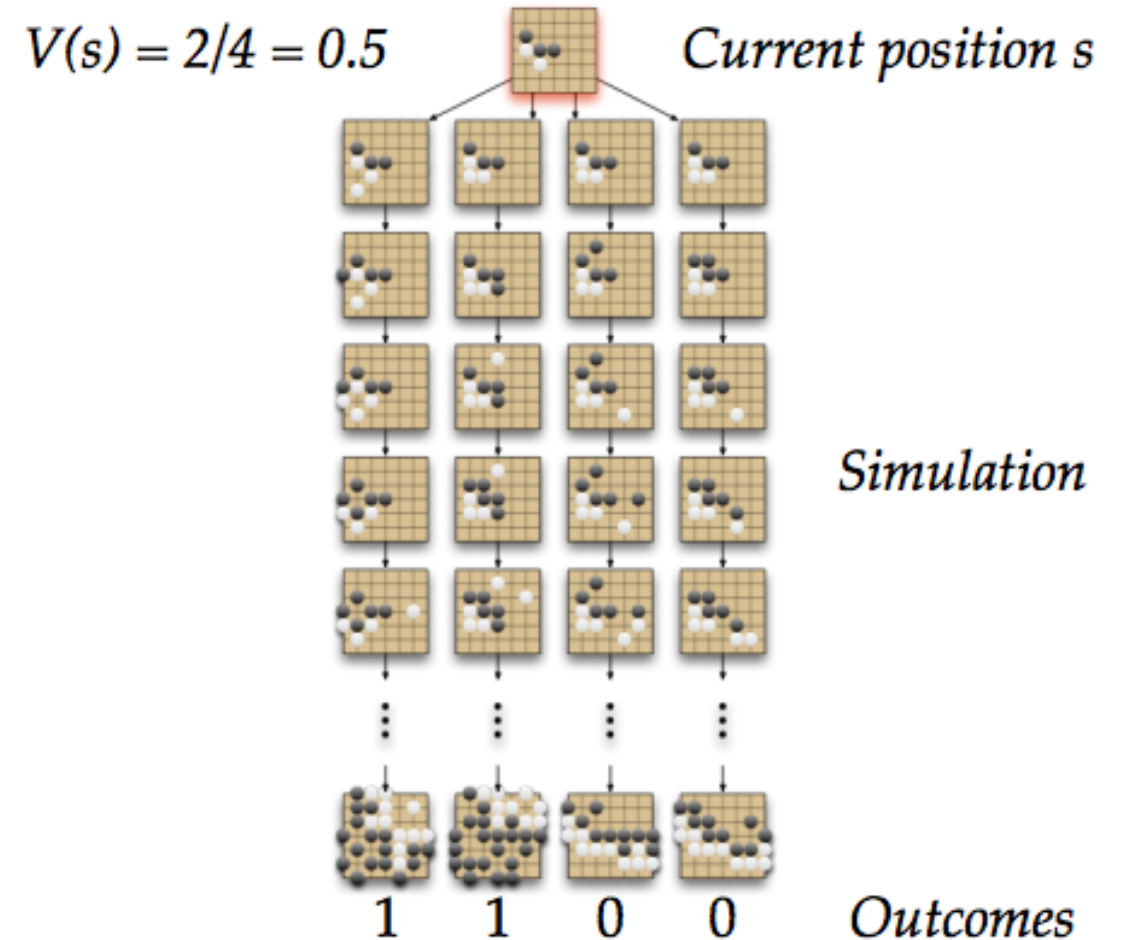 V(s) = 2/4 = 0.5
Current position s
Simulation
1 1 0 0
Outcomes